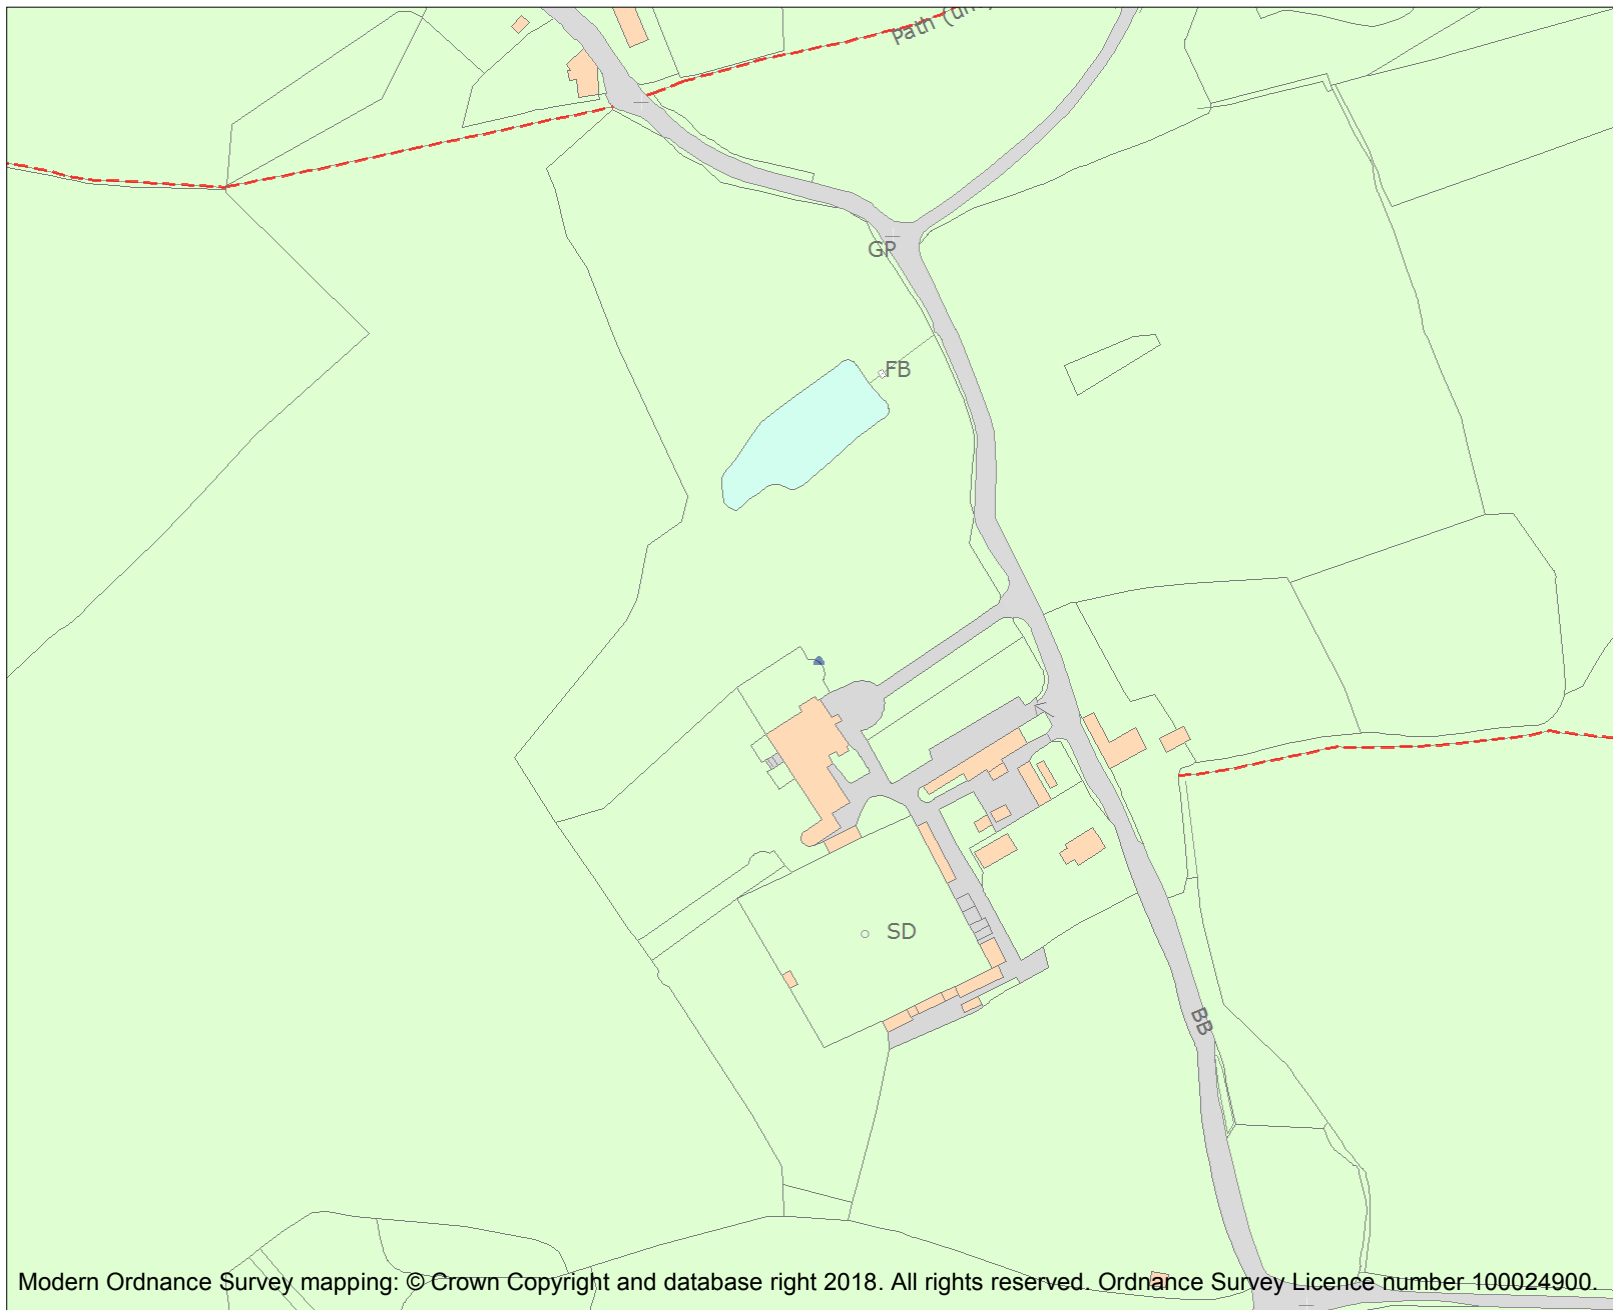 Path (un)
GP
FB
SD
BB
Modern Ordnance Survey mapping: © Crown Copyright and database right 2018. All rights reserved. Ordnance Survey Licence number 100024900.